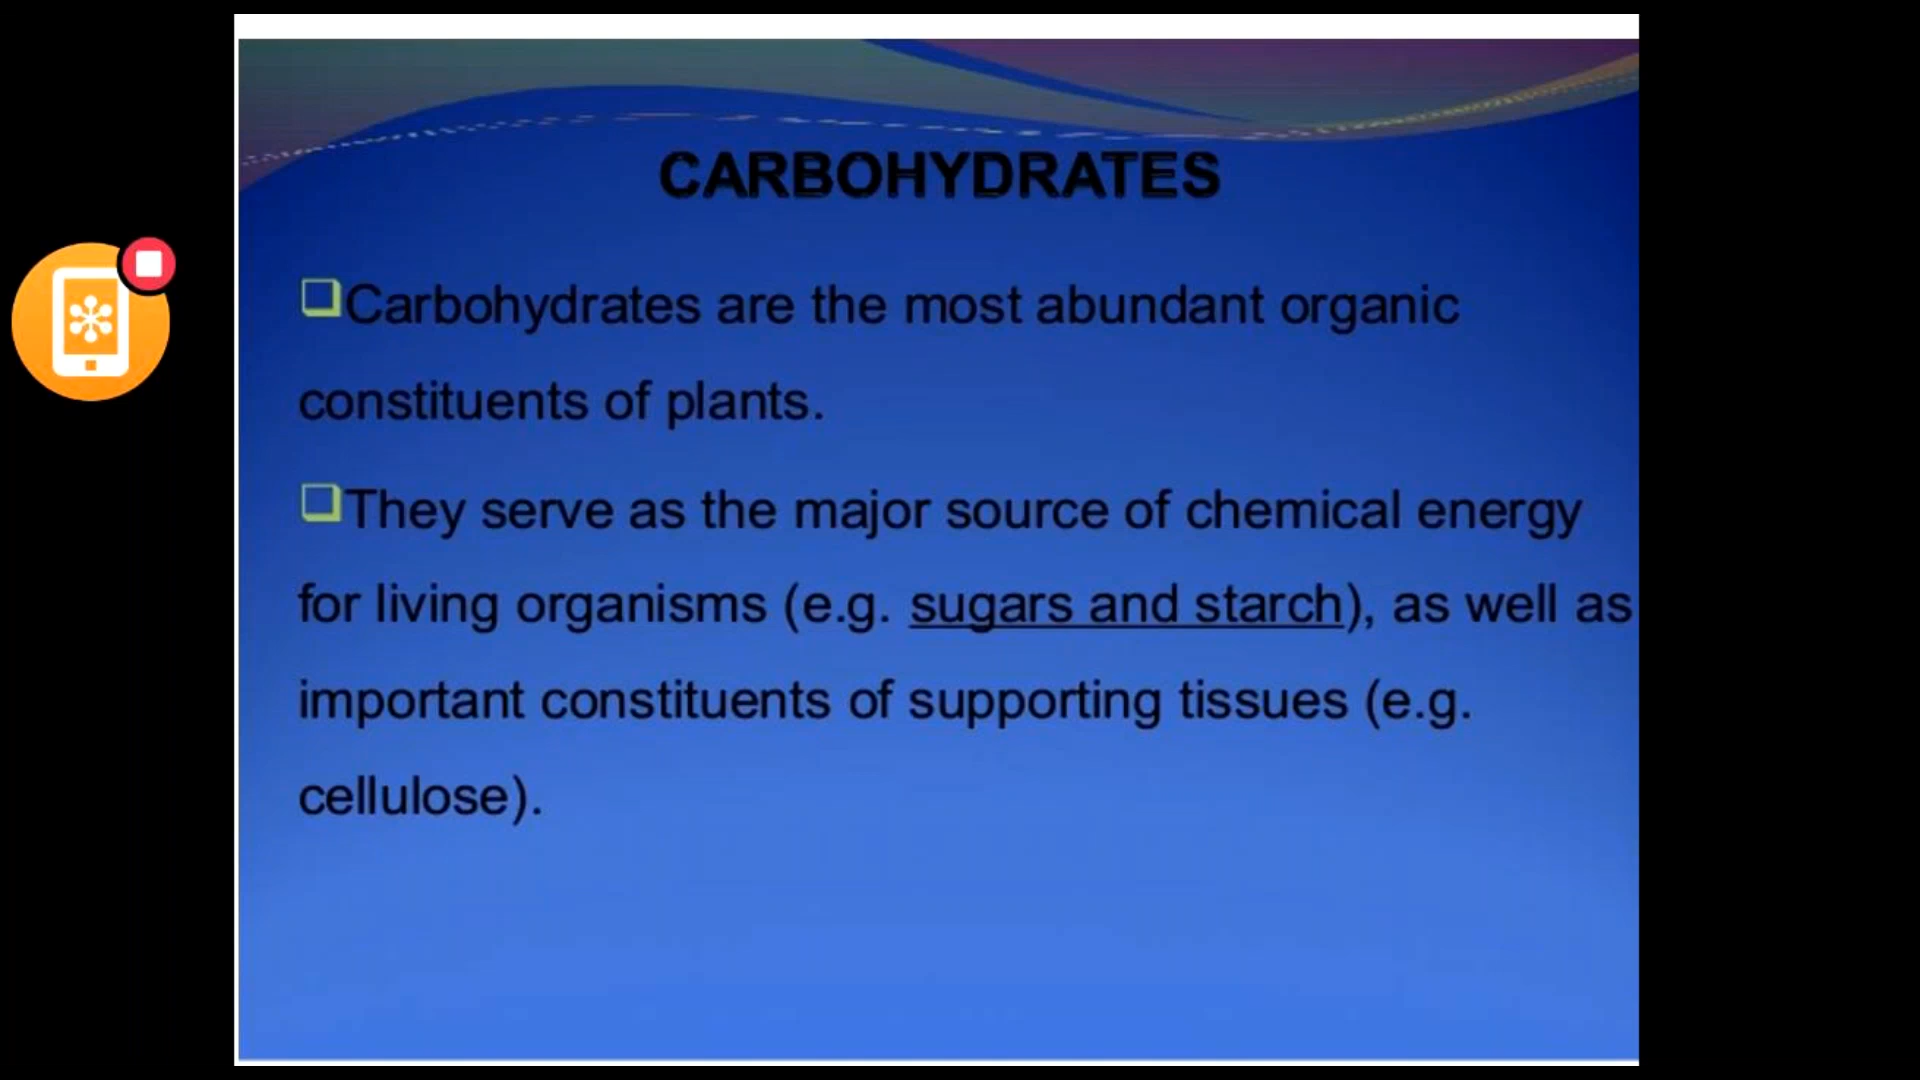 CARBOHYDRATES
Carbohydrates are the most abundant organic
constituents of plants.
They serve as the major source of chemical energy
for living organisms (e.g. sugars and starch), as well as
important constituents of supporting tissues (e.g.
cellulose).